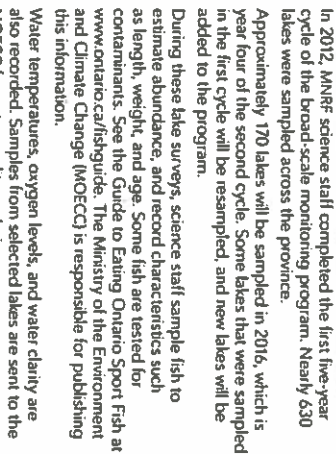 In 2012, MNRF science staff completed the first five-year
cycle of the broad-scale monitoring program. Nearly 630
lakes were sampled across the province.
Approximately 170 lakes will be sampled in 2016, which is
year four of the second cycle. Some lakes that were sampled
in the first cycle will be resampled, and new lakes will be
added to the program.
During these lake surveys, science staff sample fish to
estimate abundance, and record characteristics such
as length, weight, and age. Some fish are tested for
contaminants. See the Guide to Eating Ontario Sport Fish at
www.ontario.ca/fishguide. The Ministry of the Environment
and Climate Change (MOECC) is responsible for publishing
this information.
Water temperatures, oxygen levels, and water clarity are
also recorded. Samples from selected lakes are sent to the